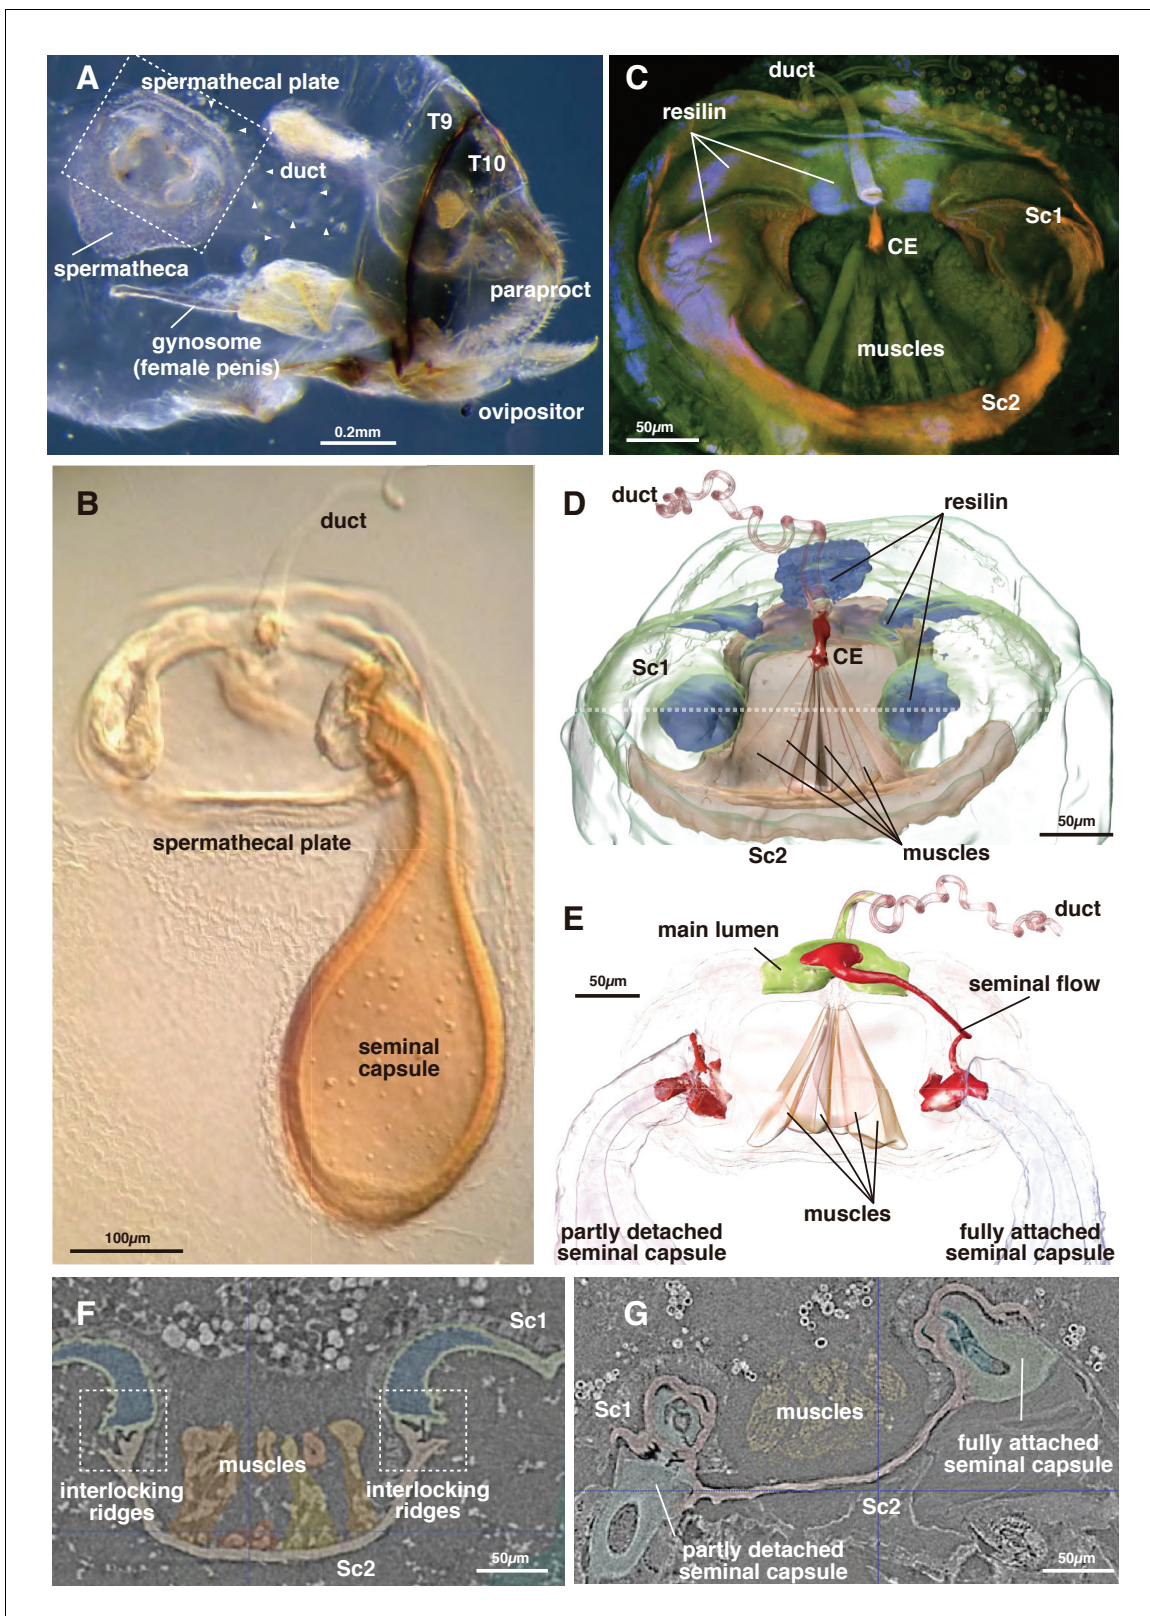 A
spermathecal plate
T9
T10
duct
spermatheca
paraproct
gynosome
(female penis)
ovipositor
0.2mm
C
duct
resilin
Sc1
CE
muscles
Sc2
50µm
B
duct
spermathecal plate
seminal
capsule
100µm
D
duct
resilin
Sc1
CE
50µm
Sc2
muscles
E
duct
main lumen
50µm
seminal flow
muscles
partly detached
seminal capsule
fully attached
seminal capsule
F
Sc1
muscles
interlocking
ridges
interlocking
ridges
Sc2
50µm
G
Sc1
muscles
fully attached
seminal capsule
Sc2
partly detached
seminal capsule
50µm